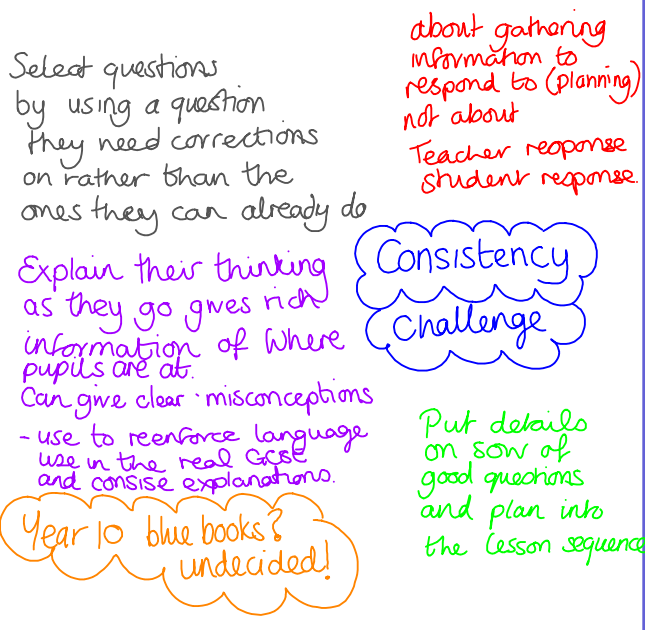 Select questions
by using a question
they need corrections
on rather than the
ones they can already do
about gathering
information to
respond to (planning)
not about
Teacher response
student response.
Consistency
Challenge
Explain their thinking
as they go gives rich
information of where
pupils are at.
Can give clear misconceptions
- use to reenforce language
use in the real GCSE
and consise explanations.
Put details
on SOW of
good questions
and plan into
the lesson sequence
Year 10 blue books?
undecided!